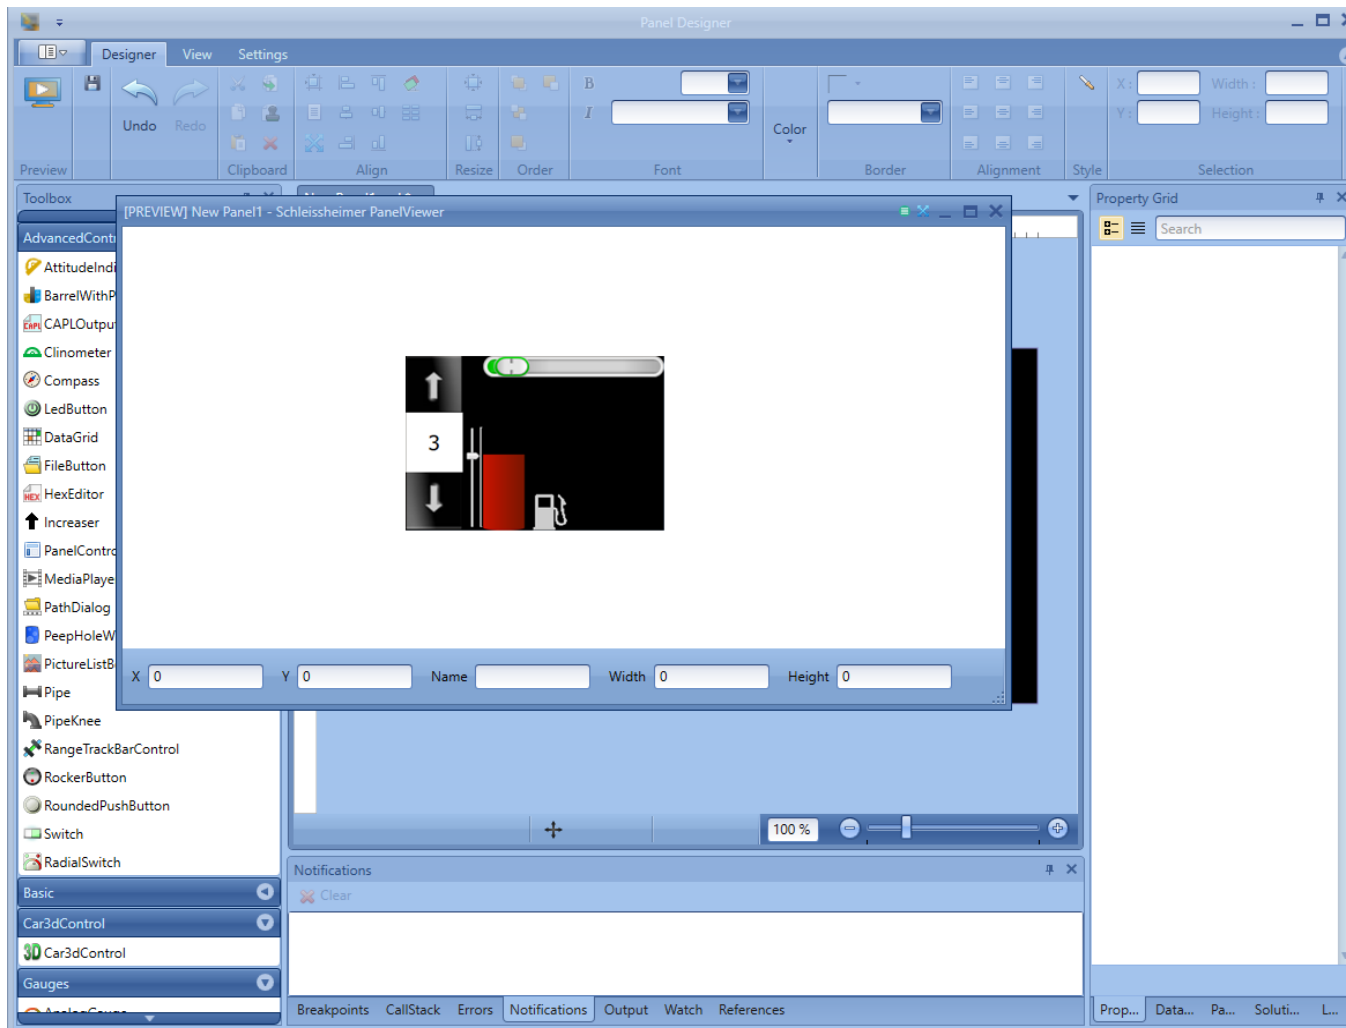 Panel Designer
Designer View Settings
B
I
X :
Width :
Y :
Height :
Undo Redo
Color
Preview Clipboard Align Resize Order Font Border Alignment Style Selection
Toolbox
Property Grid
[PREVIEW] New Panel1 - Schleissheimer PanelViewer
Search
AdvancedCont
AttitudeIndi
BarrelWithP
CAPL CAPLOutpu
Clinometer
Compass
LedButton
DataGrid
FileButton
HEX HexEditor
Increaser
PanelContro
MediaPlaye
PathDialog
PeepHoleW
PictureListB
Pipe
PipeKnee
RangeTrackBarControl
RockerButton
RoundedPushButton
Switch
RadialSwitch
Basic
Car3dControl
3D Car3dControl
Gauges
3
X 0 Y 0 Name Width 0 Height 0
100 %
Notifications
Clear
Breakpoints CallStack Errors Notifications Output Watch References
Prop... Data... Pa... Soluti... L...